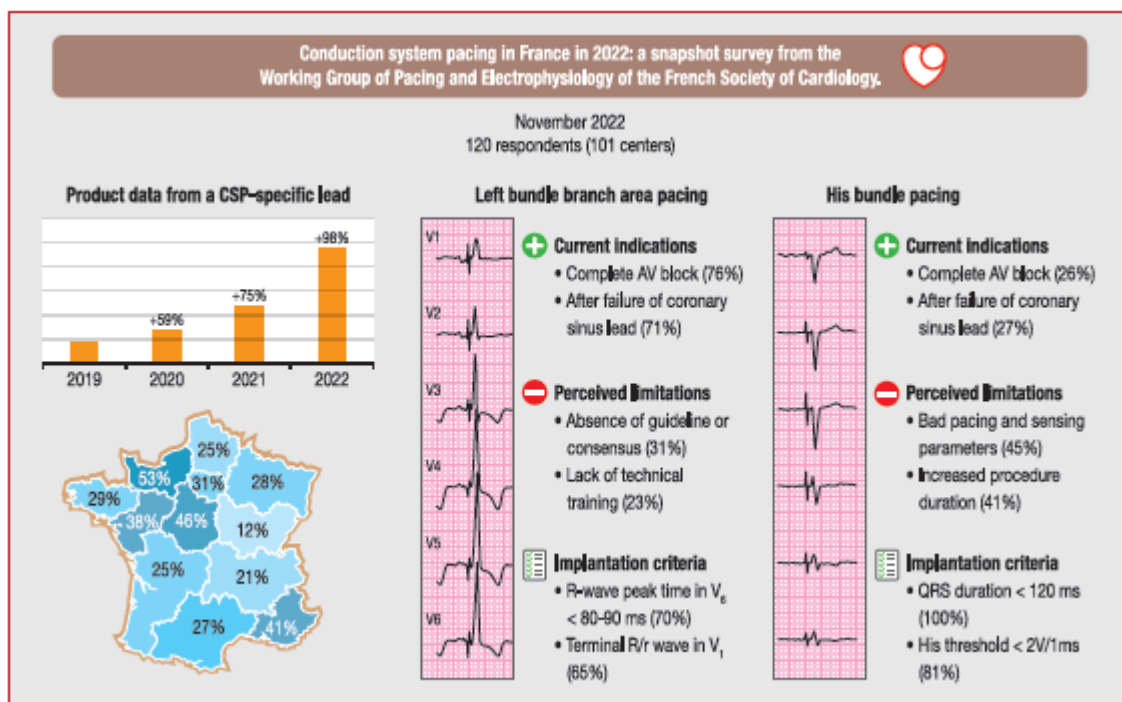 Conduction system pacing in France in 2022: a snapshot survey from the
Working Group of Pacing and Electrophysiology of the French Society of Cardiology.
November 2022
120 respondents (101 centers)
Product data from a CSP-specific lead
+98%
+75%
+59%
2019 2020 2021 2022
25%
53%
31%
28%
29%
38%
46%
12%
25%
21%
27%
41%
Left bundle branch area pacing
V1
V2
V3
V4
V5
V6
Current indications
• Complete AV block (76%)
• After failure of coronary
sinus lead (71%)
Perceived limitations
• Absence of guideline or
consensus (31%)
• Lack of technical
training (23%)
Implantation criteria
• R-wave peak time in V₆
< 80-90 ms (70%)
• Terminal R/r wave in V₁
(65%)
His bundle pacing
Current indications
• Complete AV block (26%)
• After failure of coronary
sinus lead (27%)
Perceived limitations
• Bad pacing and sensing
parameters (45%)
• Increased procedure
duration (41%)
Implantation criteria
• QRS duration < 120 ms
(100%)
• His threshold < 2V/1ms
(81%)